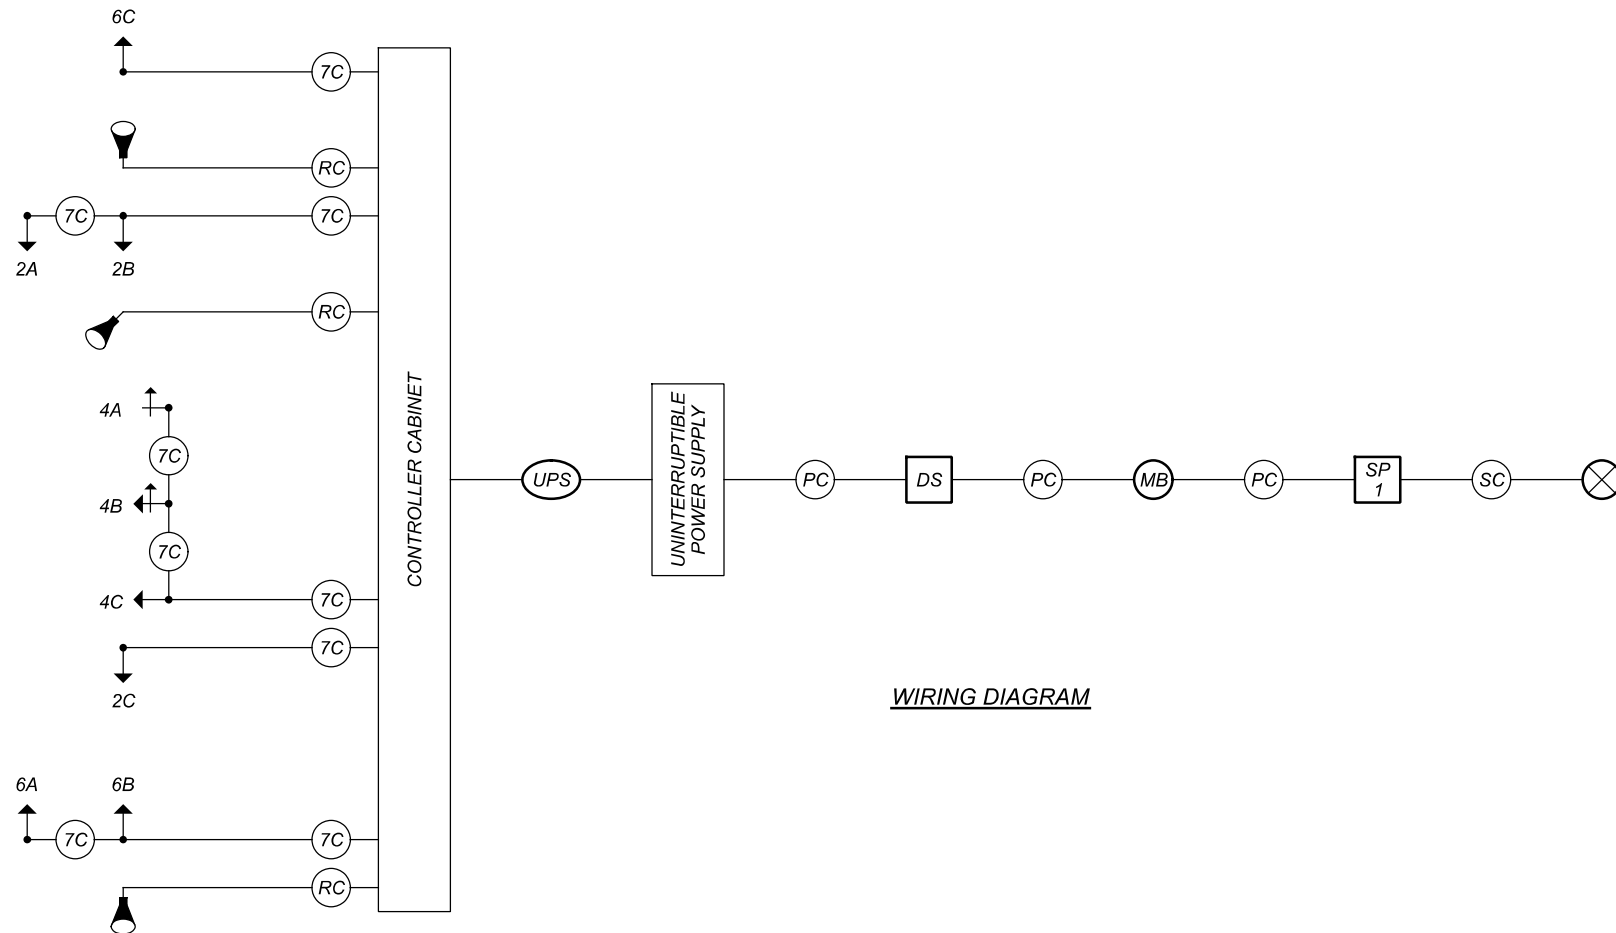 6C
7C
RC
7C
7C
2A
2B
RC
CONTROLLER CABINET
4A
7C
4B
7C
4C
7C
7C
2C
6A
6B
7C
7C
RC
UPS
UNINTERRUPTIBLE
POWER SUPPLY
PC
DS
PC
MB
PC
SP
1
SC
WIRING DIAGRAM